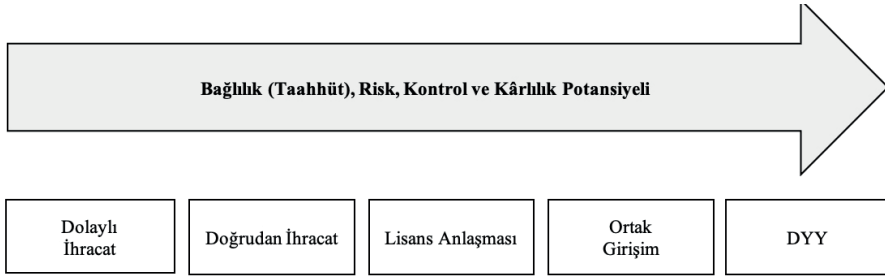 Bağlılık (Taahhüt), Risk, Kontrol ve Kârlılık Potansiyeli
Dolaylı
İhracat
Doğrudan İhracat
Lisans Anlaşması
Ortak
Girişim
DYY